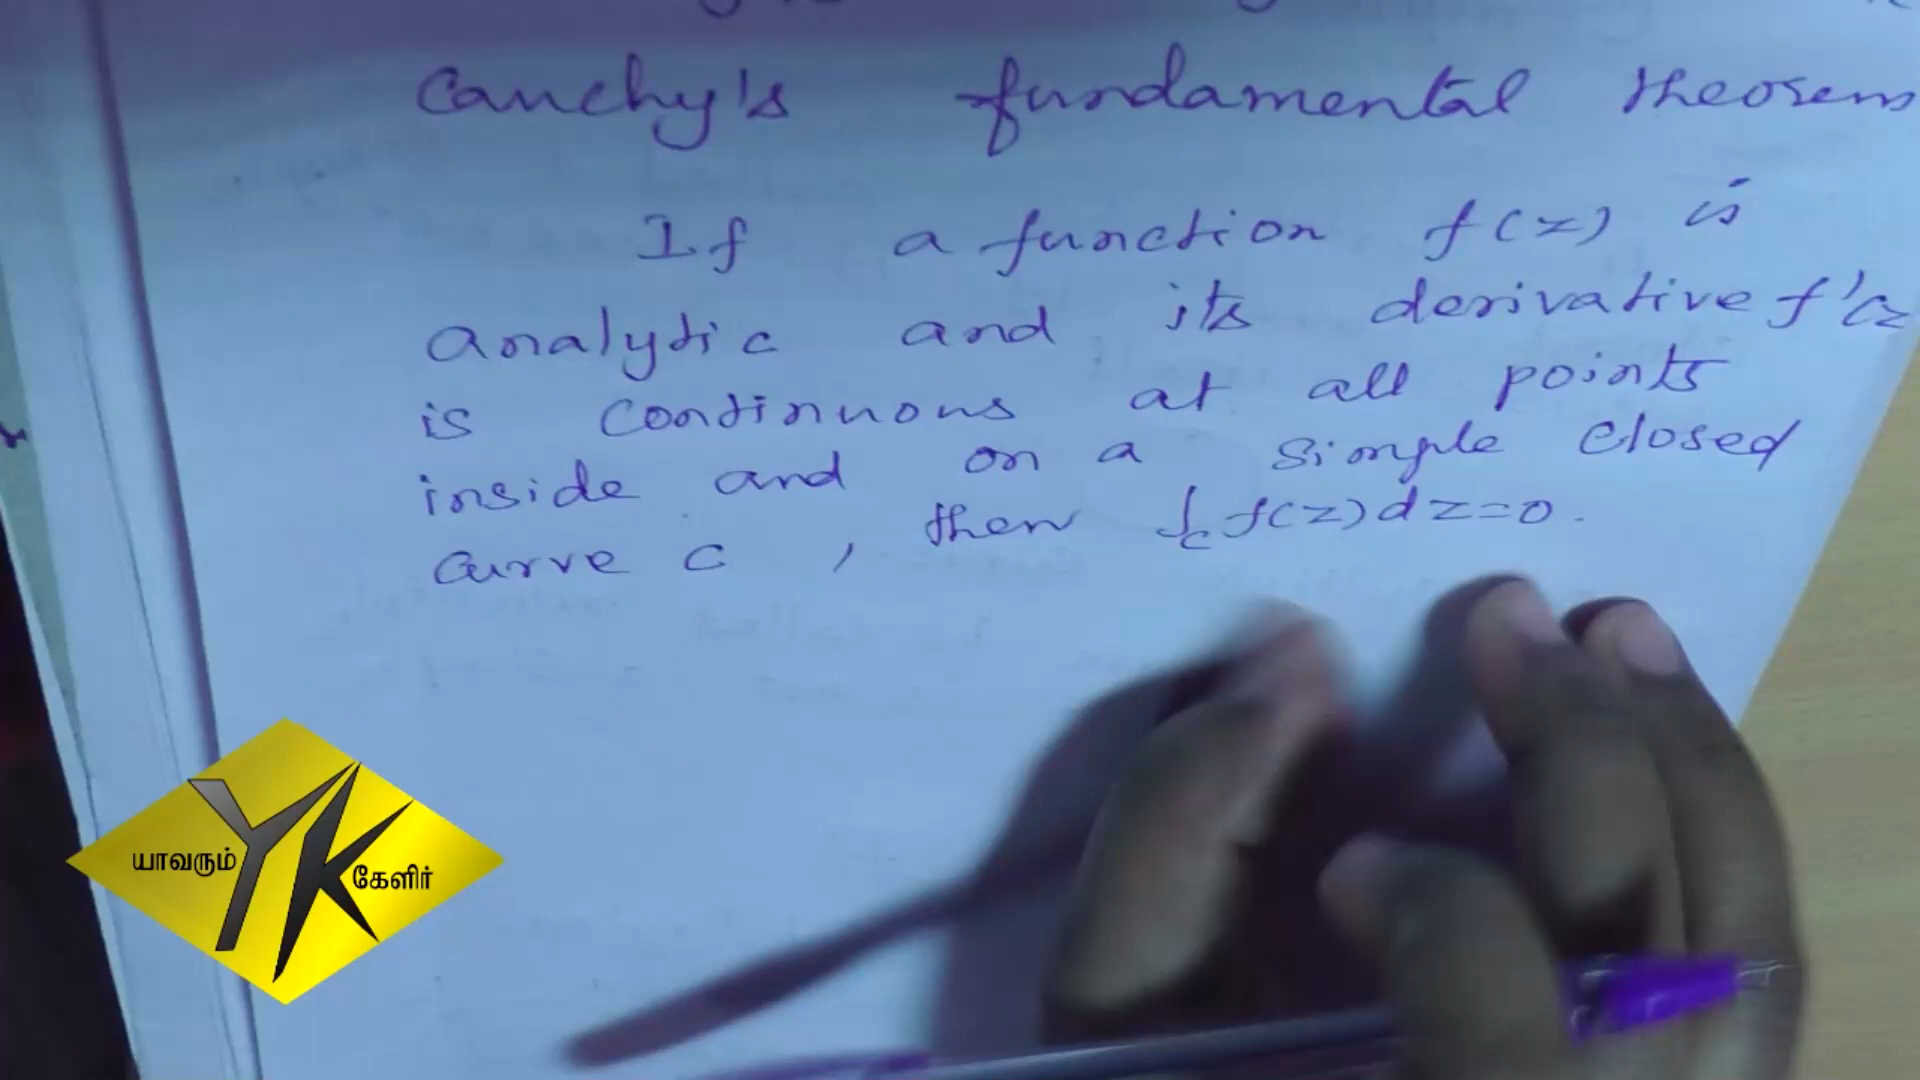 Cauchy's fundamental theorem
If a function f(z) is
analytic and its derivative f'(z
is continuous at all points
inside and on a simple closed
curve c , then ∫c f(z)dz=0.
யாவரும் YK கேளிர்